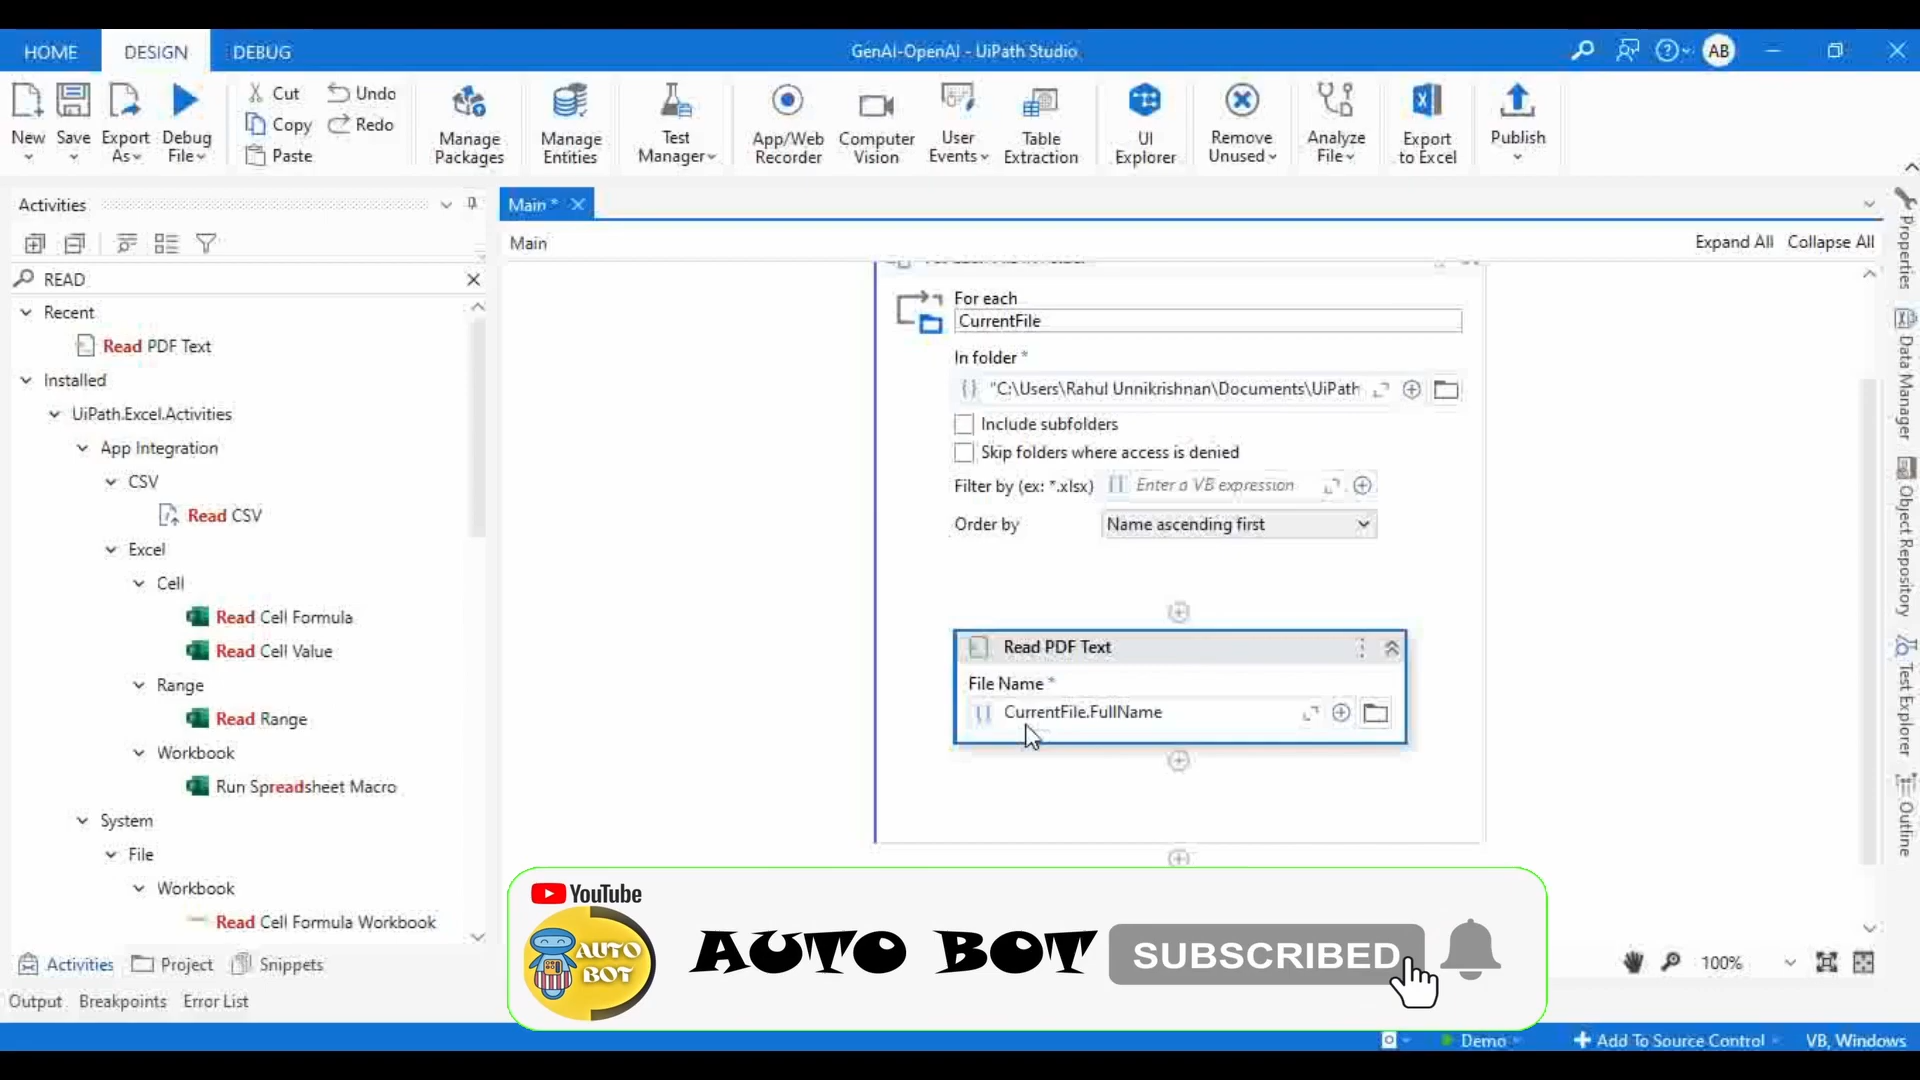 HOME DESIGN DEBUG GenAI-OpenAI - UiPath Studio AB
New Save Export As Debug File Cut Copy Paste Undo Redo Manage Packages Manage Entities Test Manager App/Web Recorder Computer Vision User Events Table Extraction UI Explorer Remove Unused Analyze File Export to Excel Publish
Activities
READ
Recent
Read PDF Text
Installed
UiPath.Excel.Activities
App Integration
CSV
Read CSV
Excel
Cell
Read Cell Formula
Read Cell Value
Range
Read Range
Workbook
Run Spreadsheet Macro
System
File
Workbook
Read Cell Formula Workbook
Activities Project Snippets
Output Breakpoints Error List
Main *
Main Expand All Collapse All
For each
CurrentFile
In folder *
"C:\Users\Rahul Unnikrishnan\Documents\UiPath
Include subfolders
Skip folders where access is denied
Filter by (ex: *.xlsx) Enter a VB expression
Order by Name ascending first
Read PDF Text
File Name *
CurrentFile.FullName
YouTube
AUTO BOT
AUTO BOT SUBSCRIBED
100%
Properties
Data Manager
Object Repository
Test Explorer
Outline
Demo Add To Source Control VB, Windows